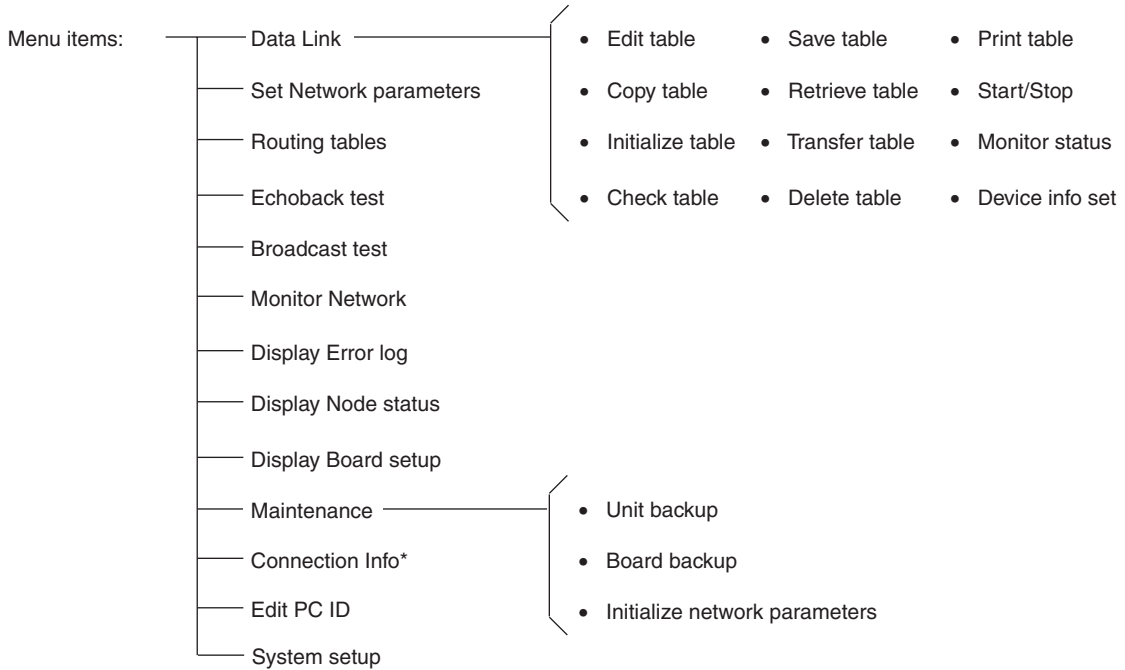 Menu items:
Data Link
• Edit table • Save table • Print table
Set Network parameters
• Copy table • Retrieve table • Start/Stop
Routing tables
• Initialize table • Transfer table • Monitor status
Echoback test
• Check table • Delete table • Device info set
Broadcast test
Monitor Network
Display Error log
Display Node status
Display Board setup
Maintenance
• Unit backup
Connection Info*
• Board backup
Edit PC ID
• Initialize network parameters
System setup